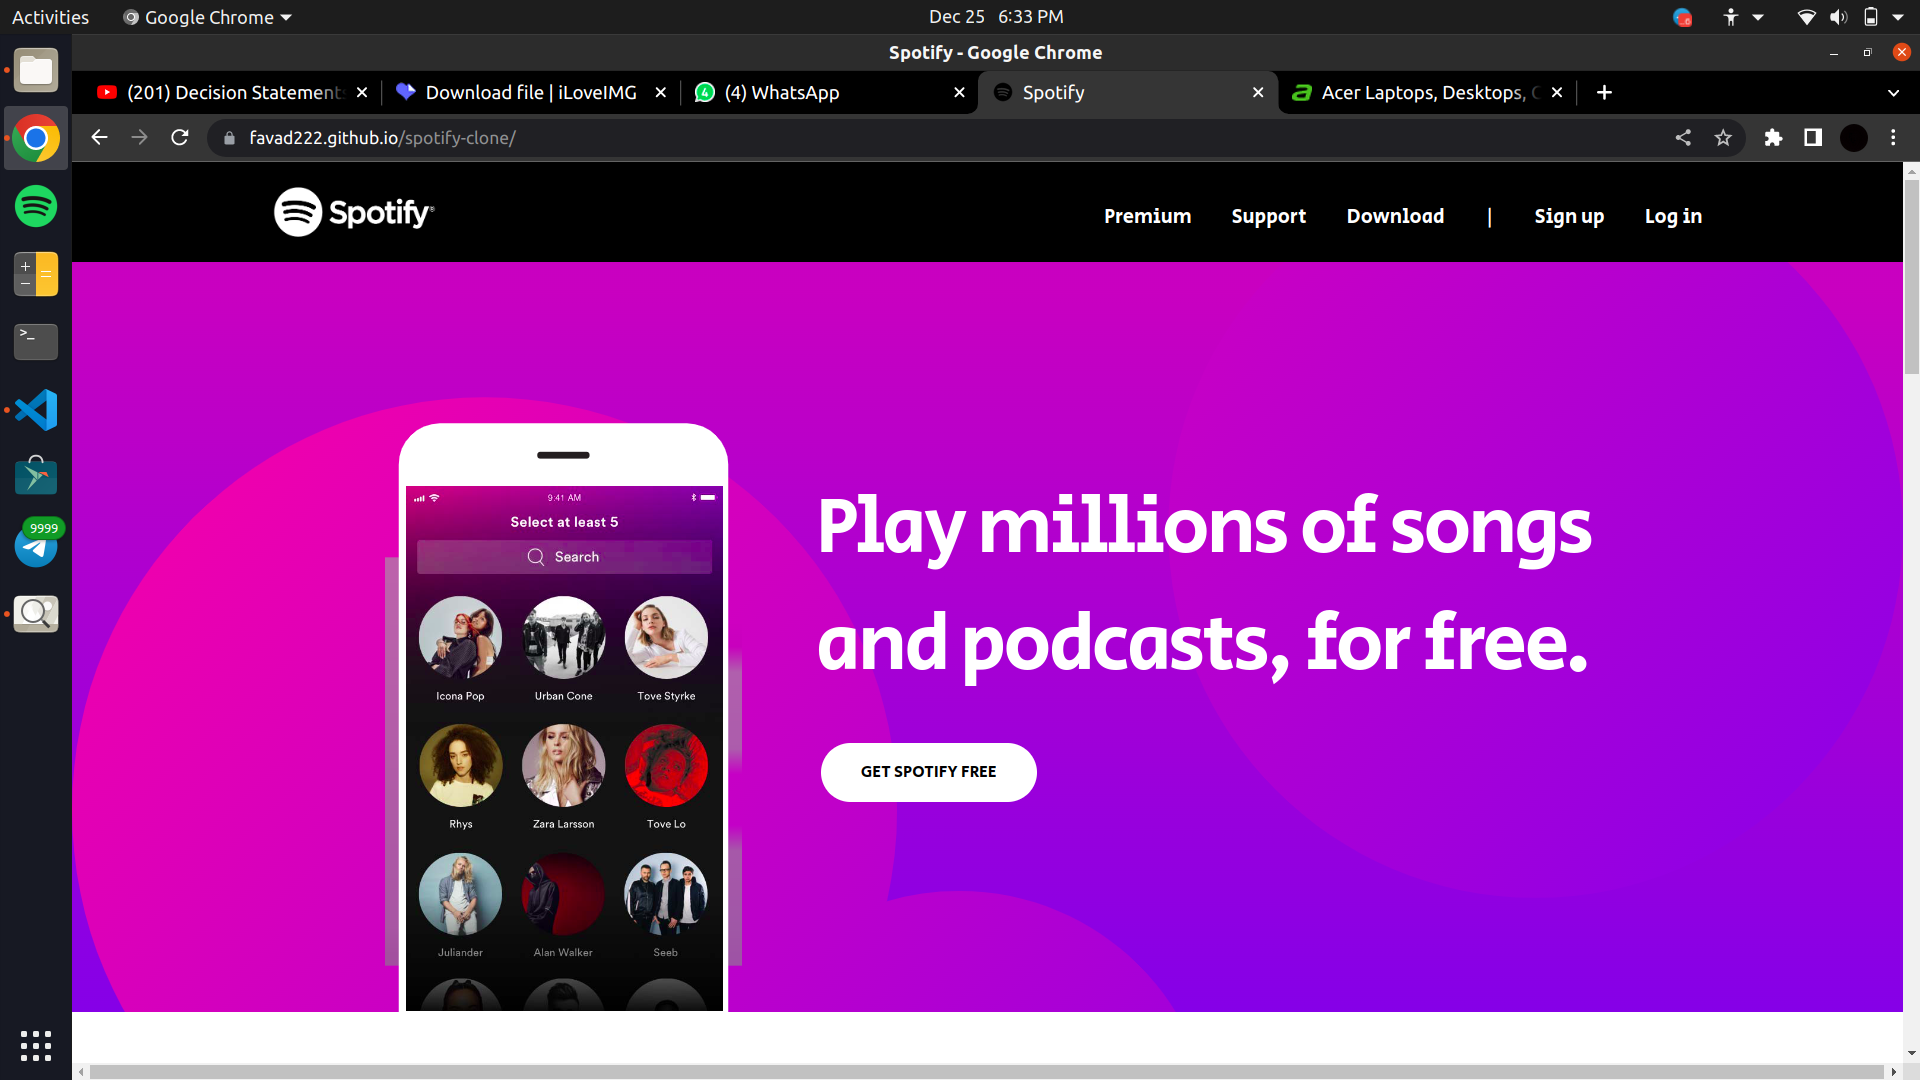 Activities
Google Chrome
Dec 25 6:33 PM
Spotify - Google Chrome
(201) Decision Statement
Download file | iLoveIMG
(4) WhatsApp
Spotify
Acer Laptops, Desktops, C
favad222.github.io/spotify-clone/
Spotify®
Premium
Support
Download
|
Sign up
Log in
9:41 AM
Select at least 5
Search
Icona Pop
Urban Cone
Tove Styrke
Rhys
Zara Larsson
Tove Lo
Juliander
Alan Walker
Seeb
Play millions of songs
and podcasts, for free.
GET SPOTIFY FREE
9999